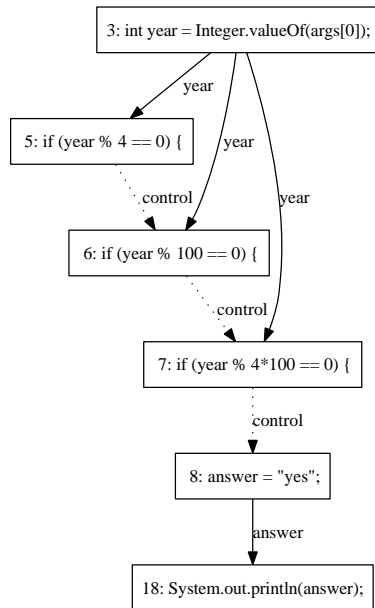 3: int year = Integer.valueOf(args[0]);
year
5: if (year % 4 == 0) {
year
year
control
6: if (year % 100 == 0) {
control
7: if (year % 4*100 == 0) {
control
8: answer = "yes";
answer
18: System.out.println(answer);